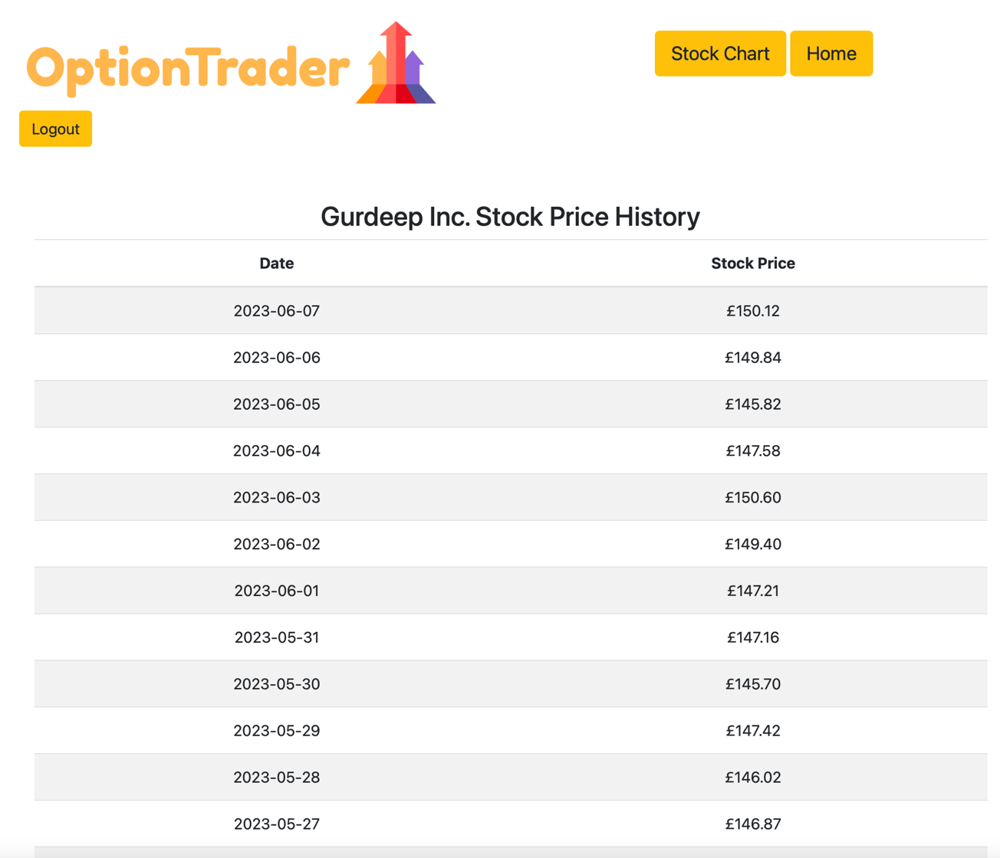 OptionTrader
Stock Chart Home
Logout
Gurdeep Inc. Stock Price History
Date Stock Price
2023-06-07 £150.12
2023-06-06 £149.84
2023-06-05 £145.82
2023-06-04 £147.58
2023-06-03 £150.60
2023-06-02 £149.40
2023-06-01 £147.21
2023-05-31 £147.16
2023-05-30 £145.70
2023-05-29 £147.42
2023-05-28 £146.02
2023-05-27 £146.87